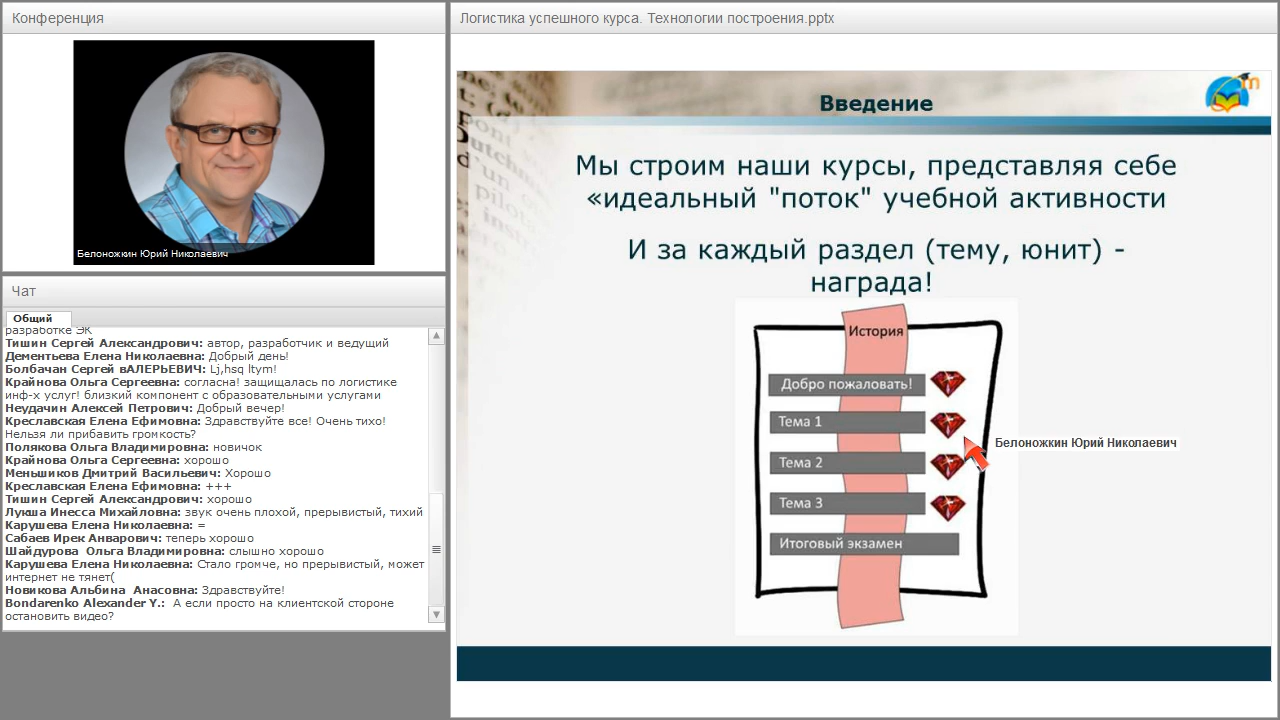 Конференция
Белоножкин Юрий Николаевич
Чат
Общий
разработке ЭК
Тишин Сергей Александрович: автор, разработчик и ведущий
Дементьева Елена Николаевна: Добрый день!
Болбачан Сергей вАЛЕРЬЕВИЧ: Lj,hsq ltym!
Крайнова Ольга Сергеевна: согласна! защищалась по логистике
инф-х услуг! близкий компонент с образовательными услугами
Неудачин Алексей Петрович: Добрый вечер!
Креславская Елена Ефимовна: Здравствуйте все! Очень тихо!
Нельзя ли прибавить громкость?
Полякова Ольга Владимировна: новичок
Крайнова Ольга Сергеевна: хорошо
Меньшиков Дмитрий Васильевич: Хорошо
Креславская Елена Ефимовна: +++
Тишин Сергей Александрович: хорошо
Лукша Инесса Михайловна: звук очень плохой, прерывистый, тихий
Карушева Елена Николаевна: =
Сабаев Ирек Анварович: теперь хорошо
Шайдурова  Ольга Владимировна: слышно хорошо
Карушева Елена Николаевна: Стало громче, но прерывистый, может
интернет не тянет(
Новикова Альбина  Анасовна: Здравствуйте!
Bondarenko Alexander Y.:  А если просто на клиентской стороне
остановить видео?
Логистика успешного курса. Технологии построения.pptx
Введение
m
Мы строим наши курсы, представляя себе
«идеальный "поток" учебной активности
И за каждый раздел (тему, юнит) -
награда!
История
Добро пожаловать!
Тема 1
Белоножкин Юрий Николаевич
Тема 2
Тема 3
Итоговый экзамен